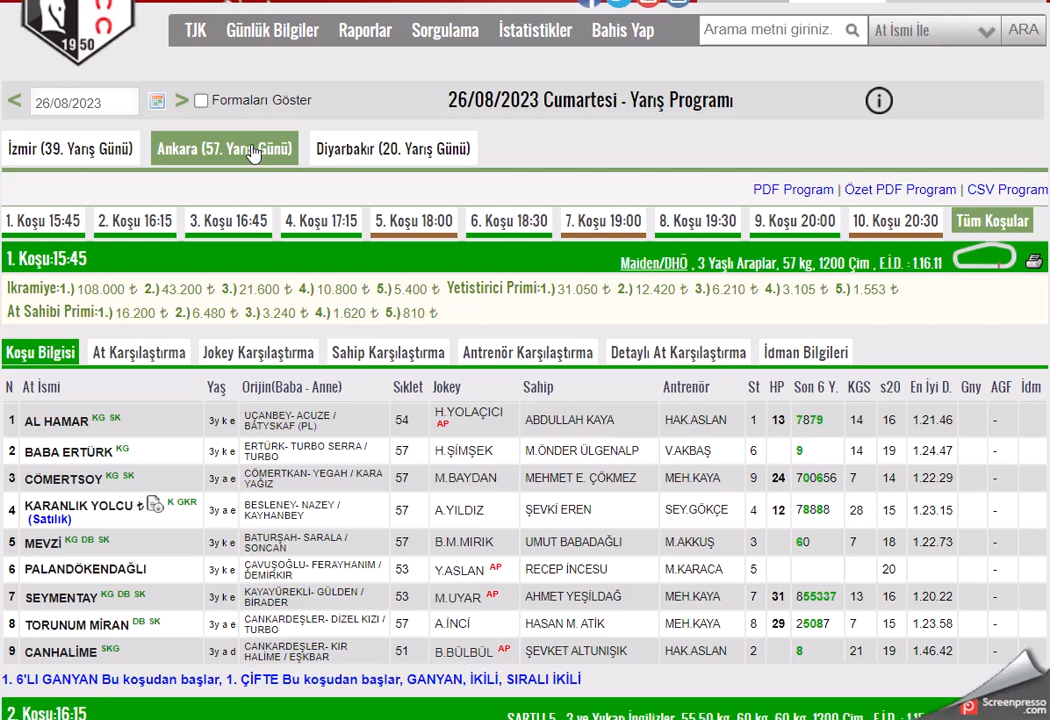 1950
TJK Günlük Bilgiler Raporlar Sorgulama İstatistikler Bahis Yap Arama metni giriniz. At İsmi İle ARA
< 26/08/2023 > Formaları Göster 26/08/2023 Cumartesi - Yarış Programı i
İzmir (39. Yarış Günü) Ankara (57. Yarış Günü) Diyarbakır (20. Yarış Günü)
PDF Program | Özet PDF Program | CSV Program
1. Koşu 15:45 2. Koşu 16:15 3. Koşu 16:45 4. Koşu 17:15 5. Koşu 18:00 6. Koşu 18:30 7. Koşu 19:00 8. Koşu 19:30 9. Koşu 20:00 10. Koşu 20:30 Tüm Koşular
1. Koşu:15:45 Maiden/DHÖ , 3 Yaşlı Araplar, 57 kg, 1200 Çim , E.İ.D. : 1.16.11
Ikramiye:1.) 108.000 ₺ 2.) 43.200 ₺ 3.) 21.600 ₺ 4.) 10.800 ₺ 5.) 5.400 ₺ Yetistirici Primi:1.) 31.050 ₺ 2.) 12.420 ₺ 3.) 6.210 ₺ 4.) 3.105 ₺ 5.) 1.553 ₺
At Sahibi Primi:1.) 16.200 ₺ 2.) 6.480 ₺ 3.) 3.240 ₺ 4.) 1.620 ₺ 5.) 810 ₺
Koşu Bilgisi At Karşılaştırma Jokey Karşılaştırma Sahip Karşılaştırma Antrenör Karşılaştırma Detaylı At Karşılaştırma İdman Bilgileri
N At İsmi Yaş Orijin(Baba - Anne) Sıklet Jokey Sahip Antrenör St HP Son 6 Y. KGS s20 En İyi D. Gny AGF İdm
1 AL HAMAR KG SK 3y k e UÇANBEY- ACUZE / BATYSKAF (PL) 54 H.YOLAÇICI AP ABDULLAH KAYA HAK.ASLAN 1 13 7879 14 16 1.21.46 -
2 BABA ERTÜRK KG 3y k e ERTÜRK- TURBO SERRA / TURBO 57 H.ŞİMŞEK M.ÖNDER ÜLGENALP V.AKBAŞ 6 9 14 19 1.24.47 -
3 CÖMERTSOY KG SK 3y a e CÖMERTKAN- YEGAH / KARA YAĞIZ 57 M.BAYDAN MEHMET E. ÇÖKMEZ MEH.KAYA 9 24 700656 7 14 1.22.29 -
4 KARANLIK YOLCU ₺ K GKR (Satılık) 3y a e BESLENEY- NAZEY / KAYHANBEY 57 A.YILDIZ ŞEVKİ EREN SEY.GÖKÇE 4 12 78888 28 15 1.23.15 -
5 MEVZİ KG DB SK 3y k e BATURŞAH- SARALA / SONCAN 57 B.M.MIRIK UMUT BABADAĞLI M.AKKUŞ 3 60 7 18 1.22.73 -
6 PALANDÖKENDAĞLI 3y k e ÇAVUŞOĞLU- FERAYHANIM / DEMİRKIR 53 Y.ASLAN AP RECEP İNCESU M.KARACA 5 20 -
7 SEYMENTAY KG DB SK 3y k e KAYAYÜREKLİ- GÜLDEN / BİRADER 53 M.UYAR AP AHMET YEŞİLDAĞ MEH.KAYA 7 31 855337 13 16 1.20.22 -
8 TORUNUM MİRAN DB SK 3y a e CANKARDEŞLER- DİZEL KIZI / TURBO 57 A.İNCİ HASAN M. ATİK MEH.KAYA 8 29 25087 7 15 1.23.58 -
9 CANHALİME SKG 3y a d CANKARDEŞLER- KIR HALİME / EŞKBAR 51 B.BÜLBÜL AP ŞEVKET ALTUNIŞIK HAK.ASLAN 2 8 21 19 1.46.42 -
1. 6'LI GANYAN Bu koşudan başlar, 1. ÇİFTE Bu koşudan başlar, GANYAN, İKİLİ, SIRALI İKİLİ
2. Koşu:16:15 ŞARTLI 5 , 3 ve Yukarı İngilizler, 55,50 kg, 60 kg, 60 kg, 1300 Çim , E.İ.D.
Screenpresso
.com